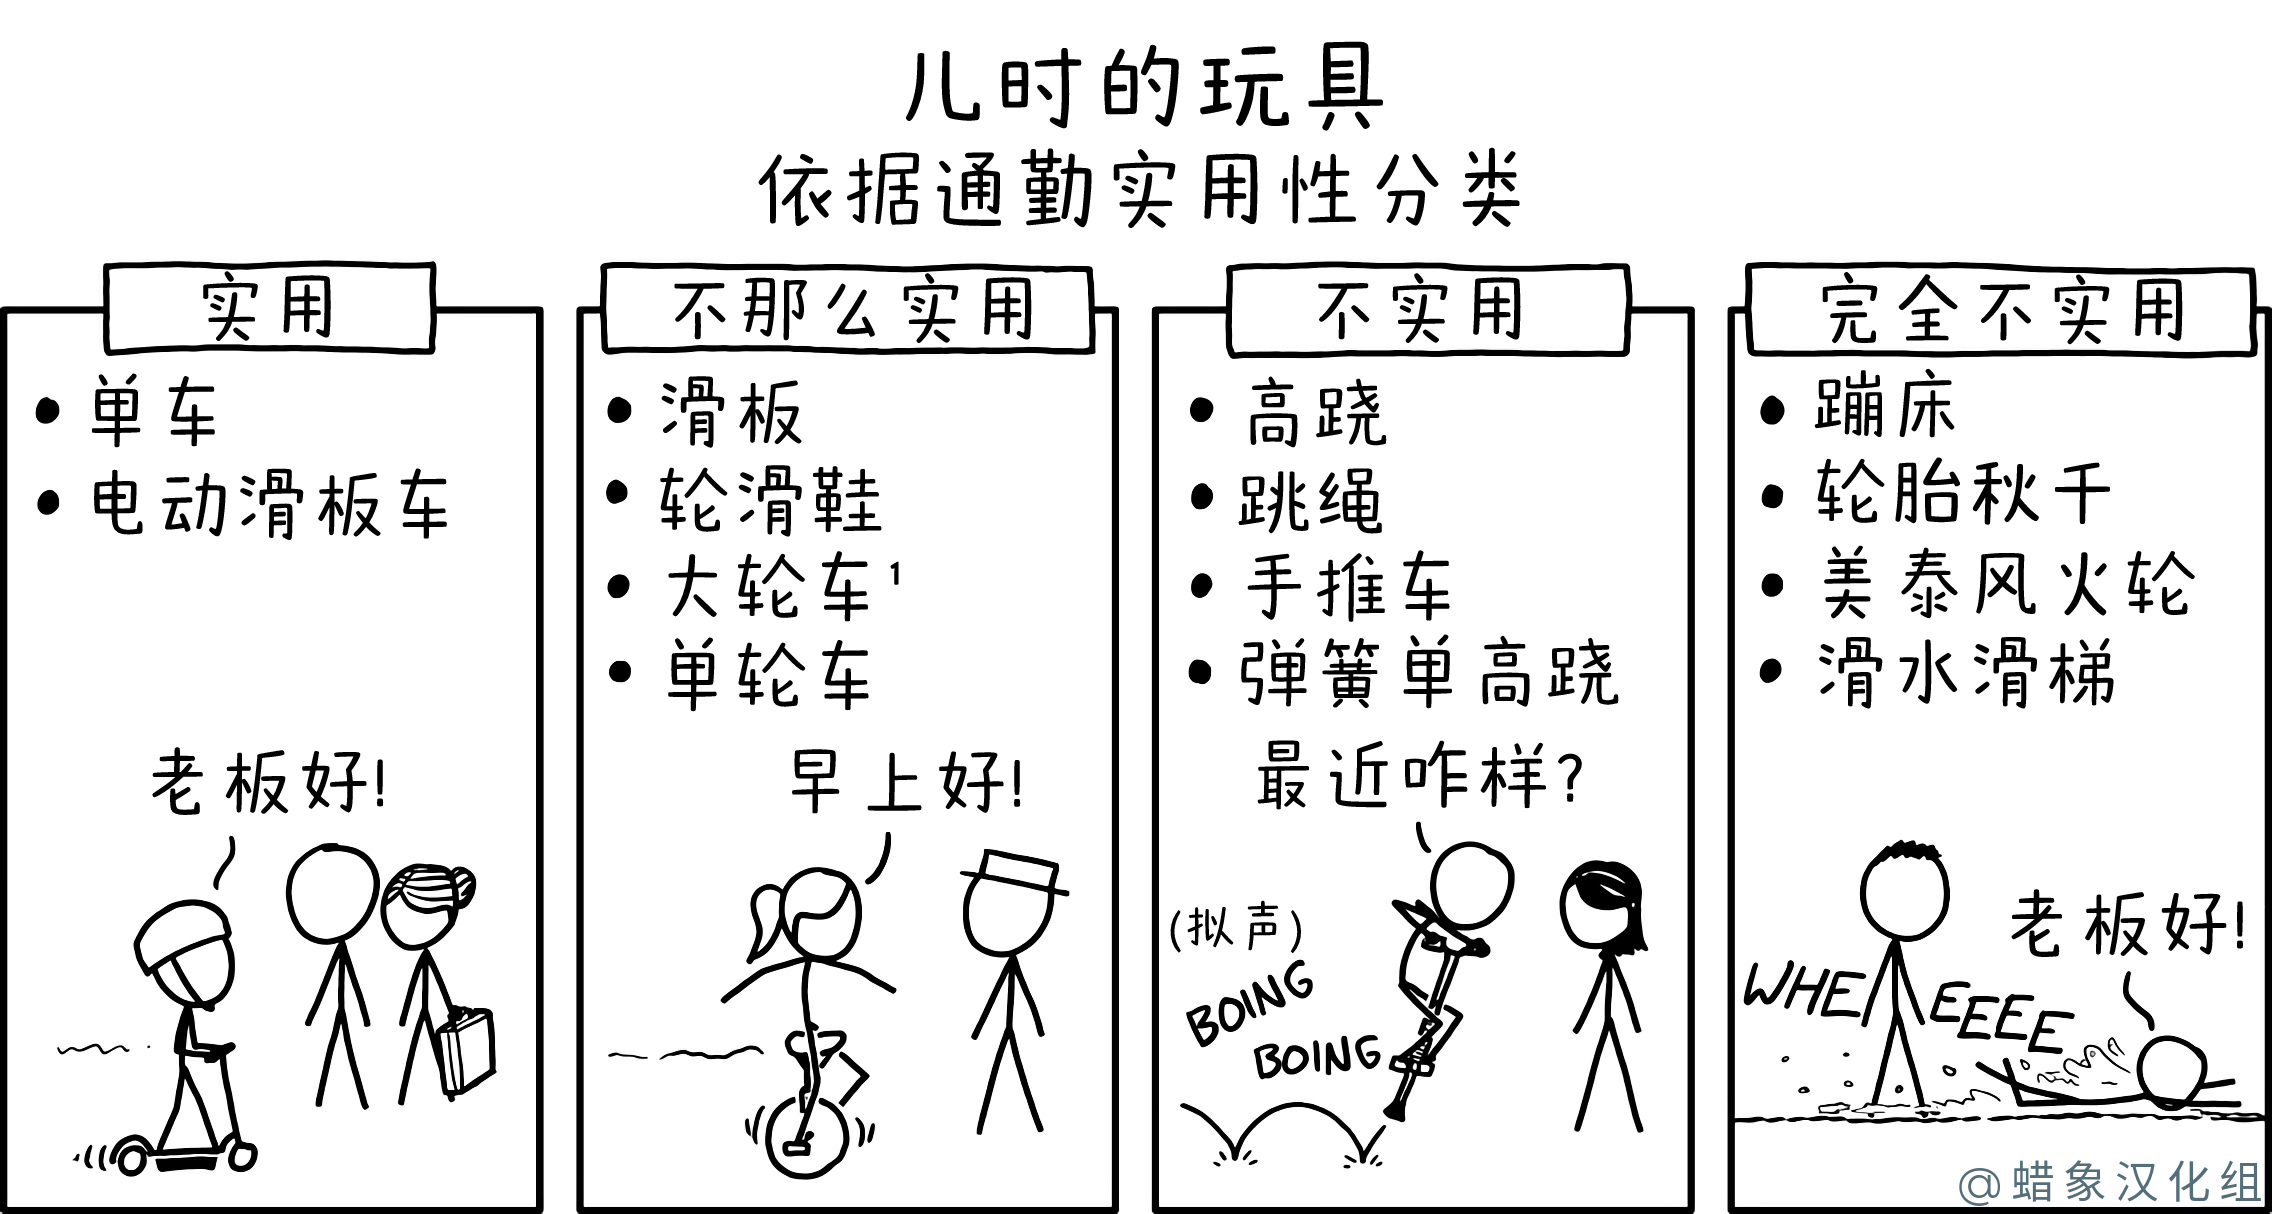 儿时的玩具
依据通勤实用性分类
实用
• 单车
• 电动滑板车
老板好!
不那么实用
• 滑板
• 轮滑鞋
• 大轮车¹
• 单轮车
早上好!
不实用
• 高跷
• 跳绳
• 手推车
• 弹簧单高跷
最近咋样?
(拟声)
BOING
BOING
完全不实用
• 蹦床
• 轮胎秋千
• 美泰风火轮
• 滑水滑梯
老板好!
WHE EEEE
@蜡象汉化组